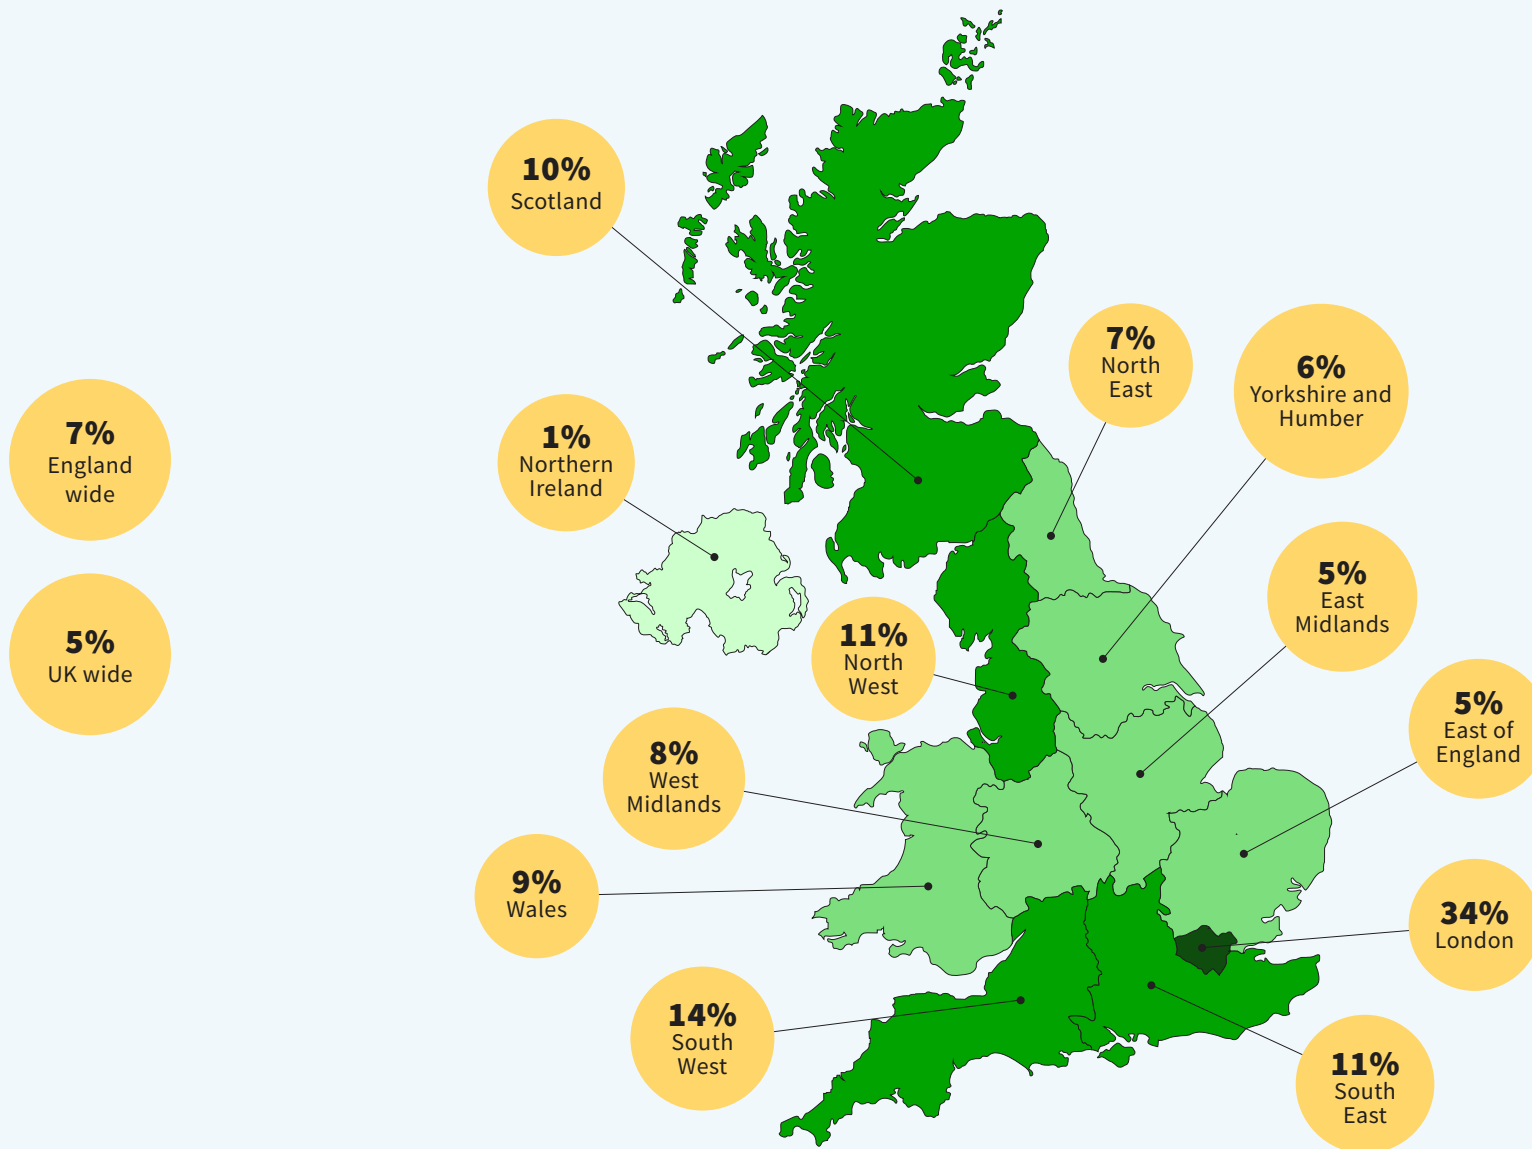 10%
Scotland
7%
North
East
6%
Yorkshire and
Humber
7%
England
wide
1%
Northern
Ireland
5%
East
Midlands
5%
UK wide
11%
North
West
5%
East of
England
8%
West
Midlands
9%
Wales
34%
London
14%
South
West
11%
South
East